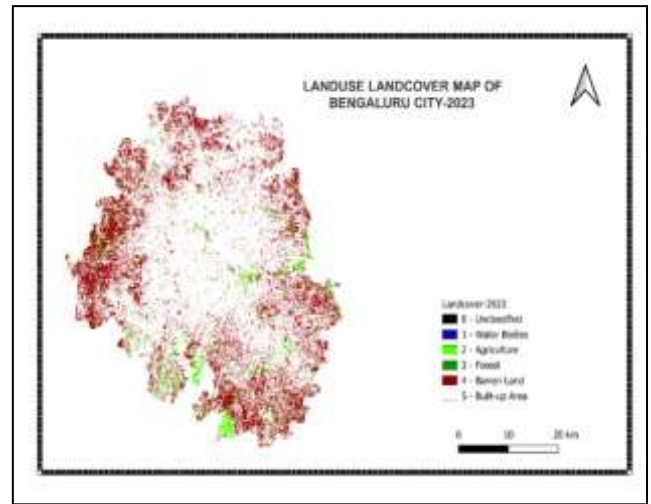 LANDUSE LANDCOVER MAP OF
BENGALURU CITY-2023
Landcover-2023
0 - Unclassified
1 - Water Bodies
2 - Agriculture
3 - Forest
4 - Barren Land
5 - Built-up Area
0 10 20 km